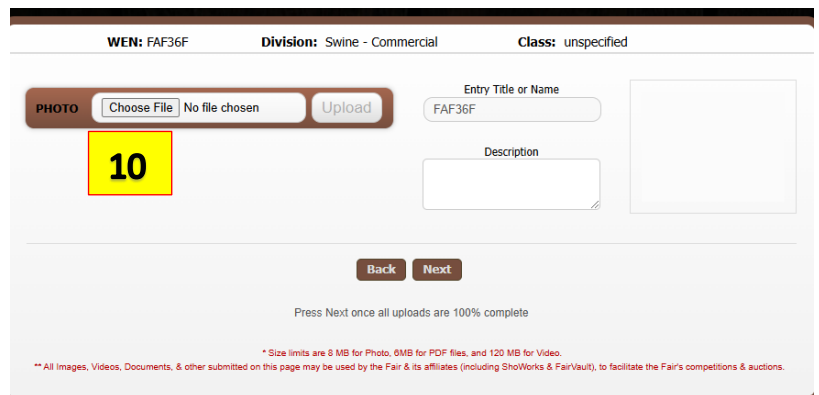 WEN: FAF36F Division: Swine - Commercial Class: unspecified
PHOTO Choose File No file chosen Upload
Entry Title or Name
FAF36F
10
Description
Back Next
Press Next once all uploads are 100% complete
* Size limits are 8 MB for Photo, 6MB for PDF files, and 120 MB for Video.
** All Images, Videos, Documents, & other submitted on this page may be used by the Fair & its affiliates (including ShoWorks & FairVault), to facilitate the Fair's competitions & auctions.